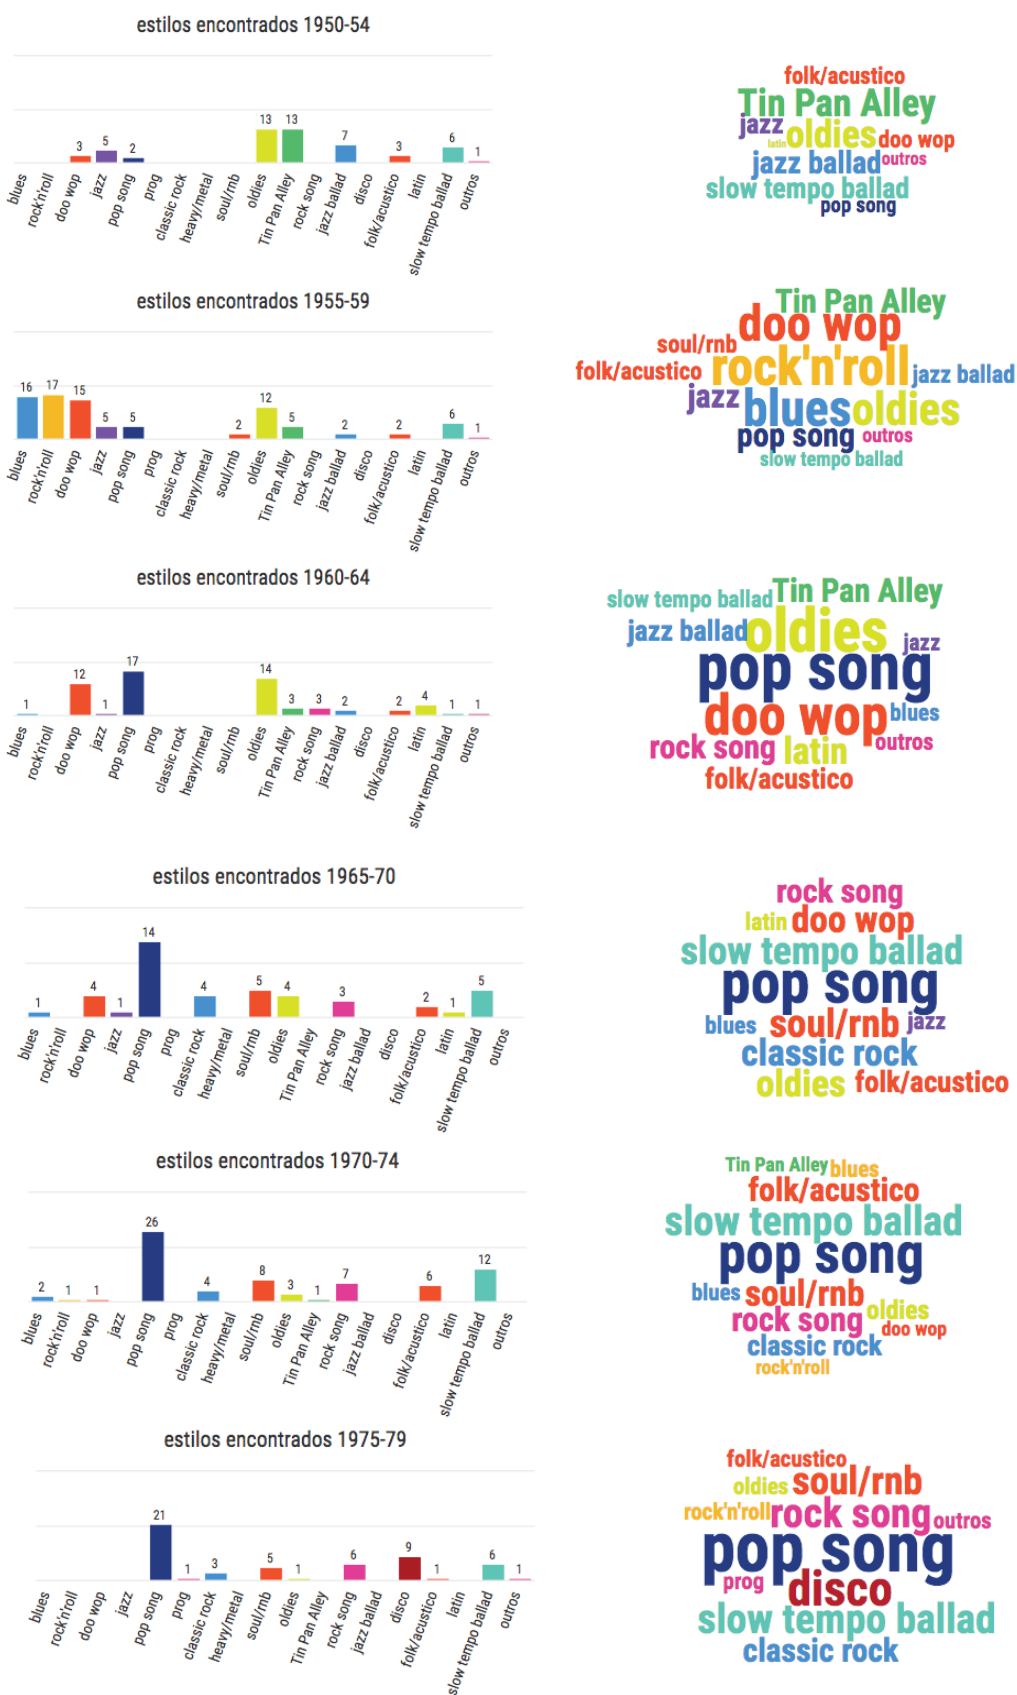 estilos encontrados 1950-54
3 5 2 13 13 7 3 6 1
blues rock'n'roll doo wop jazz pop song prog classic rock heavy/metal soul/rnb oldies Tin Pan Alley rock song jazz ballad disco folk/acustico latin slow tempo ballad outros
folk/acustico
Tin Pan Alley
jazz oldies doo wop
latin
jazz ballad outros
slow tempo ballad
pop song
estilos encontrados 1955-59
16 17 15 5 5 2 12 5 2 2 6 1
blues rock'n'roll doo wop jazz pop song prog classic rock heavy/metal soul/rnb oldies Tin Pan Alley rock song jazz ballad disco folk/acustico latin slow tempo ballad outros
Tin Pan Alley
doo wop
soul/rnb
folk/acustico rock'n'roll jazz ballad
jazz blues oldies
pop song outros
slow tempo ballad
estilos encontrados 1960-64
1 12 1 17 14 3 3 2 2 4 1 1
blues rock'n'roll doo wop jazz pop song prog classic rock heavy/metal soul/rnb oldies Tin Pan Alley rock song jazz ballad disco folk/acustico latin slow tempo ballad outros
slow tempo ballad Tin Pan Alley
jazz ballad oldies jazz
pop song
doo wop blues
rock song latin outros
folk/acustico
estilos encontrados 1965-70
1 4 1 14 4 5 4 3 2 1 5
blues rock'n'roll doo wop jazz pop song prog classic rock heavy/metal soul/rnb oldies Tin Pan Alley rock song jazz ballad disco folk/acustico latin slow tempo ballad outros
rock song
latin doo wop
slow tempo ballad
pop song
blues soul/rnb jazz
classic rock
oldies folk/acustico
estilos encontrados 1970-74
2 1 1 26 4 8 3 1 7 6 12
blues rock'n'roll doo wop jazz pop song prog classic rock heavy/metal soul/rnb oldies Tin Pan Alley rock song jazz ballad disco folk/acustico latin slow tempo ballad outros
Tin Pan Alley blues
folk/acustico
slow tempo ballad
pop song
blues soul/rnb
rock song oldies
doo wop
classic rock
rock'n'roll
estilos encontrados 1975-79
21 1 3 5 1 6 9 1 6 1
blues rock'n'roll doo wop jazz pop song prog classic rock heavy/metal soul/rnb oldies Tin Pan Alley rock song jazz ballad disco folk/acustico latin slow tempo ballad outros
folk/acustico
oldies soul/rnb
rock'n'roll rock song outros
pop song
prog disco
slow tempo ballad
classic rock